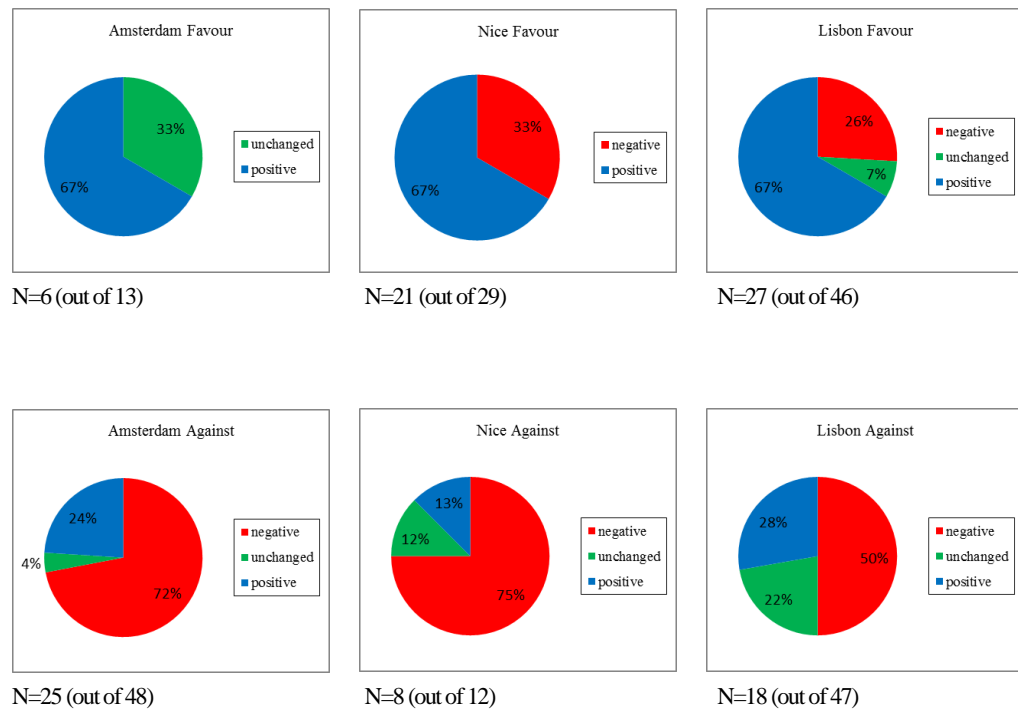 Amsterdam Favour
33%
67%
unchanged
positive
N=6 (out of 13)
Nice Favour
33%
67%
negative
positive
N=21 (out of 29)
Lisbon Favour
26%
7%
67%
negative
unchanged
positive
N=27 (out of 46)
Amsterdam Against
24%
4%
72%
negative
unchanged
positive
N=25 (out of 48)
Nice Against
13%
12%
75%
negative
unchanged
positive
N=8 (out of 12)
Lisbon Against
28%
50%
22%
negative
unchanged
positive
N=18 (out of 47)